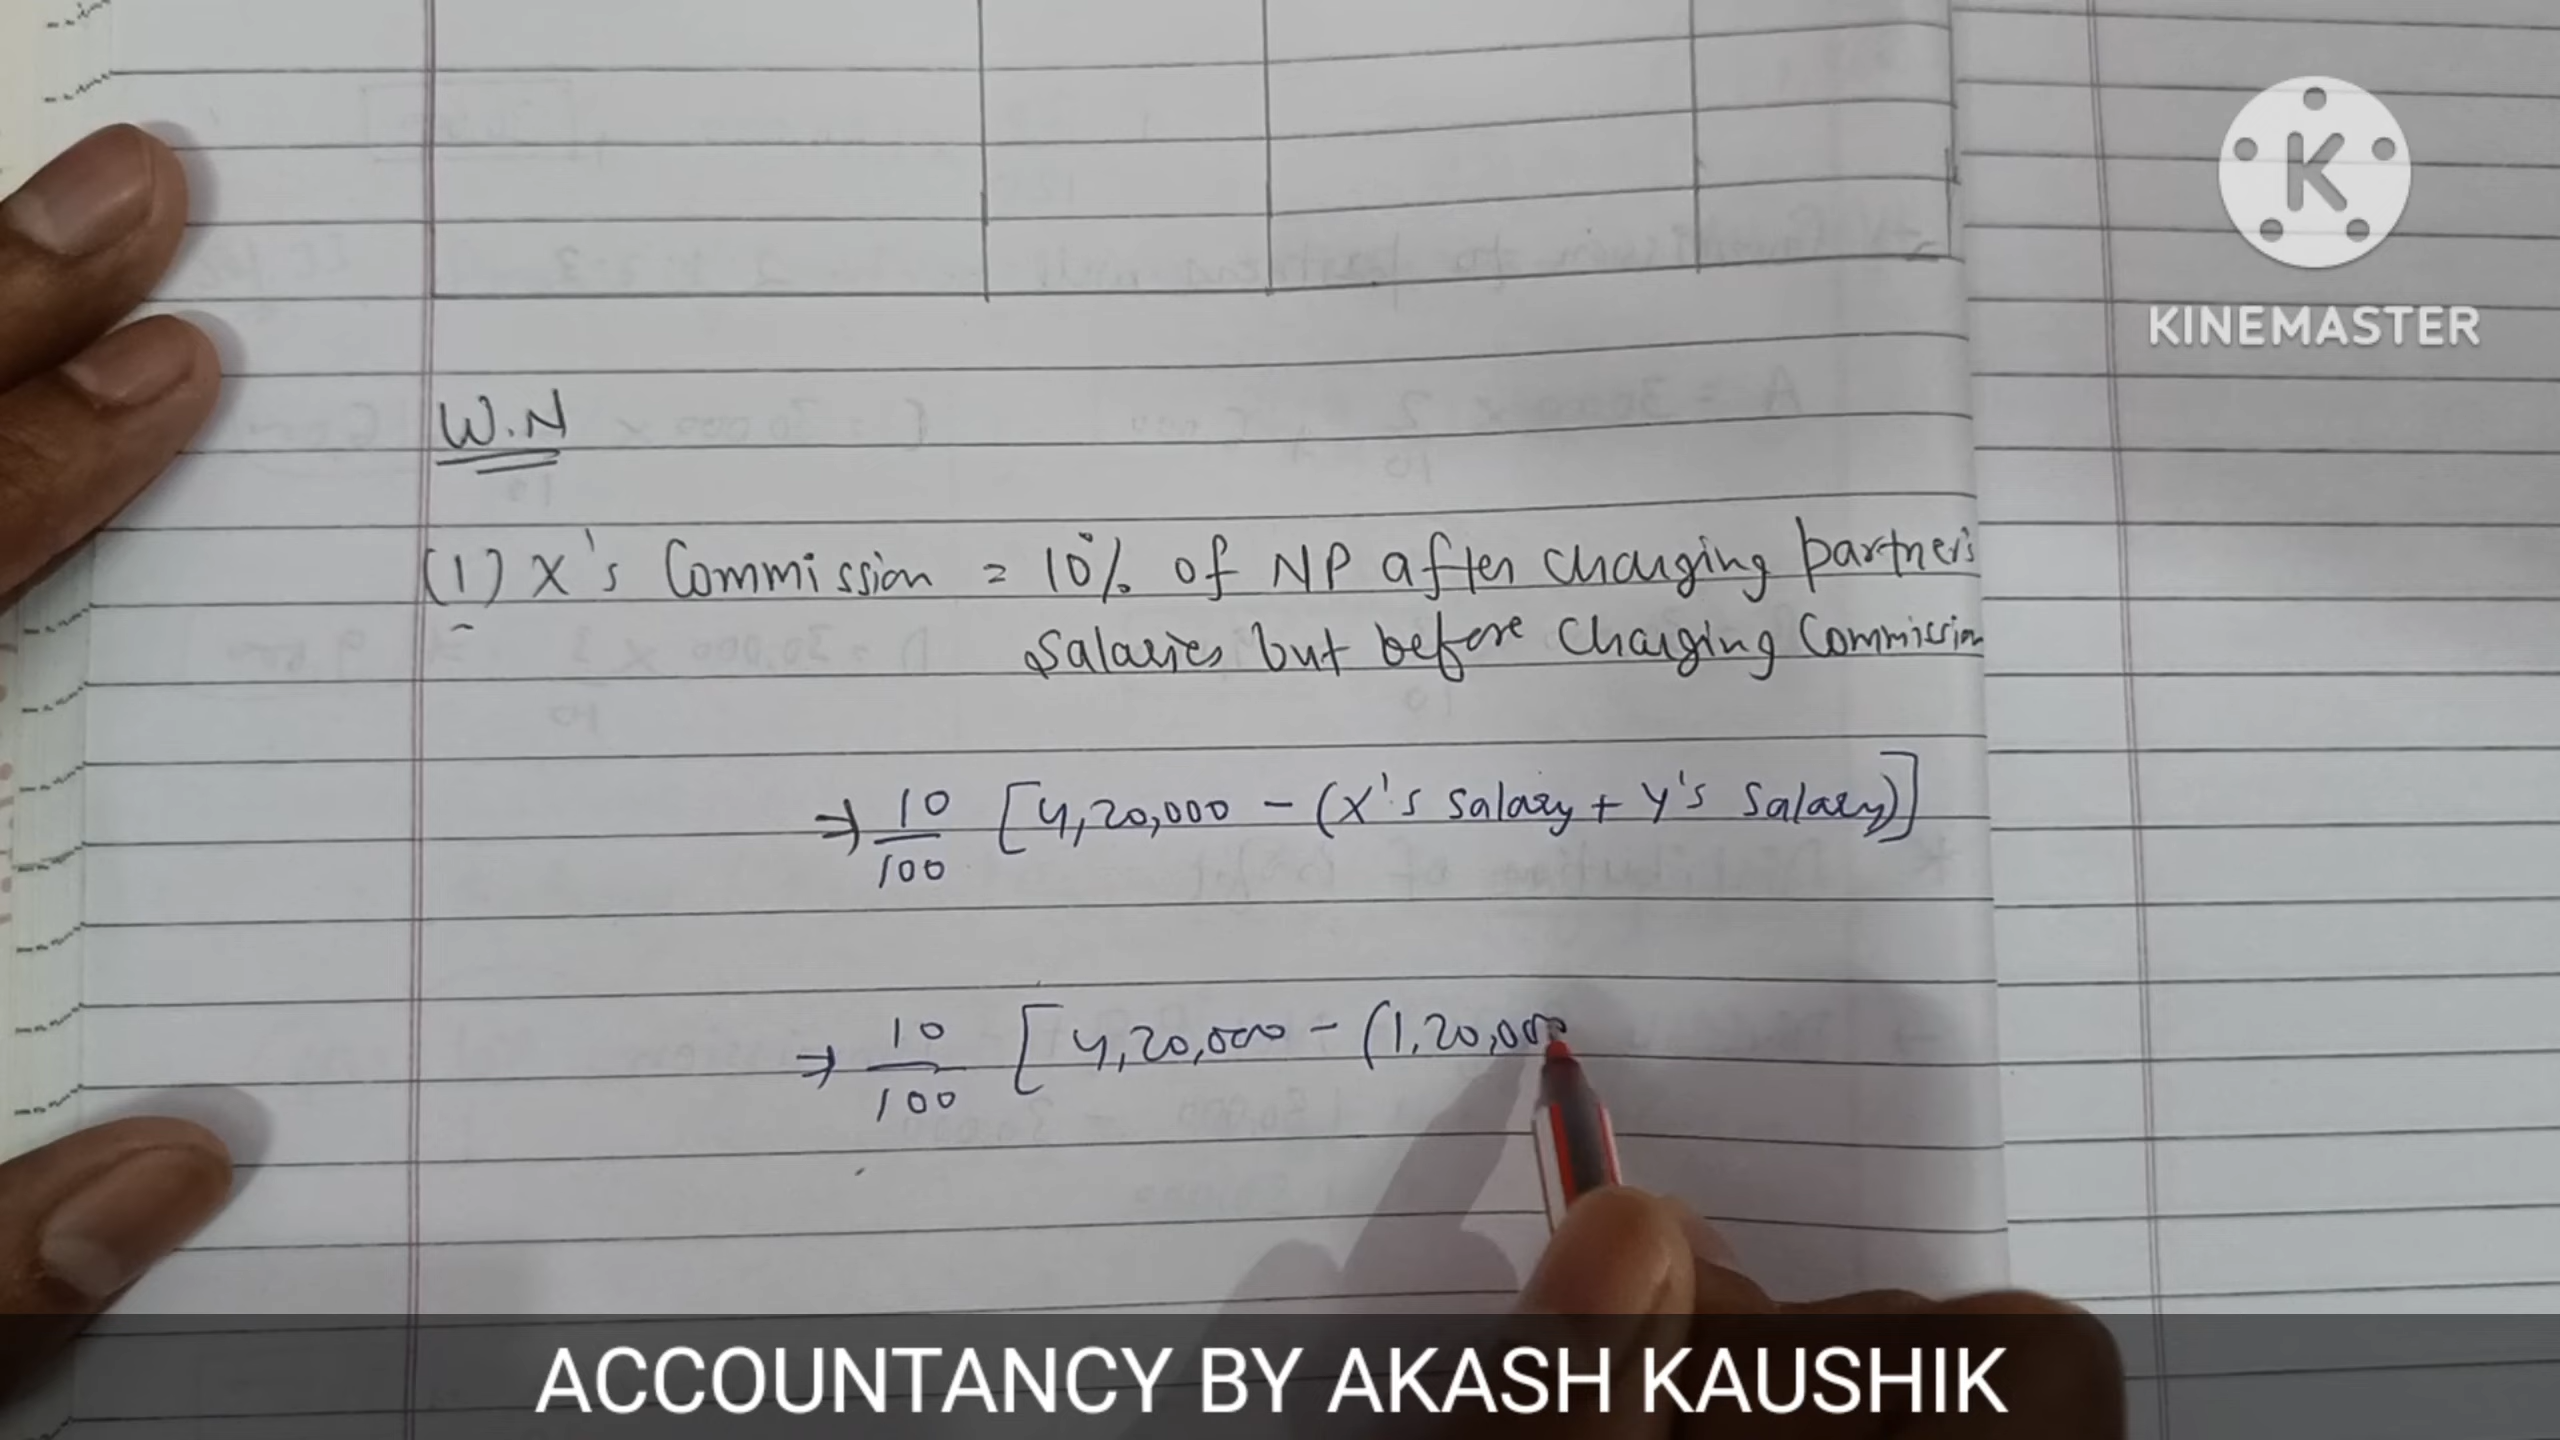 K
KINEMASTER
W.N
(1) X's Commission = 10% of NP after charging partner's
salaries but before charging Commission
⇒ 10/100 [4,20,000 - (X's salary + Y's salary)]
⇒ 10/100 [4,20,000 - (1,20,000
ACCOUNTANCY BY AKASH KAUSHIK